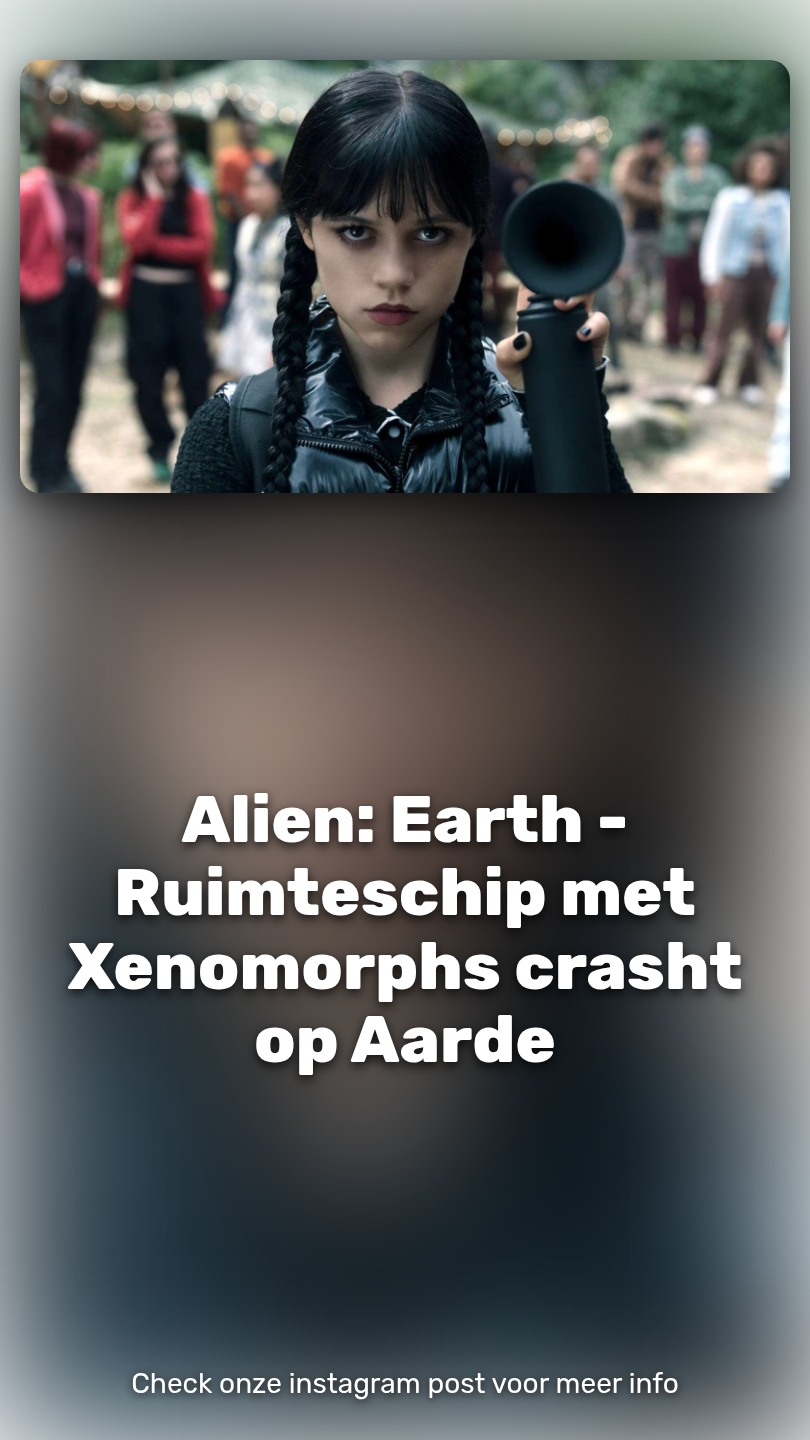 Alien: Earth -
Ruimteschip met
Xenomorphs crasht
op Aarde
Check onze instagram post voor meer info